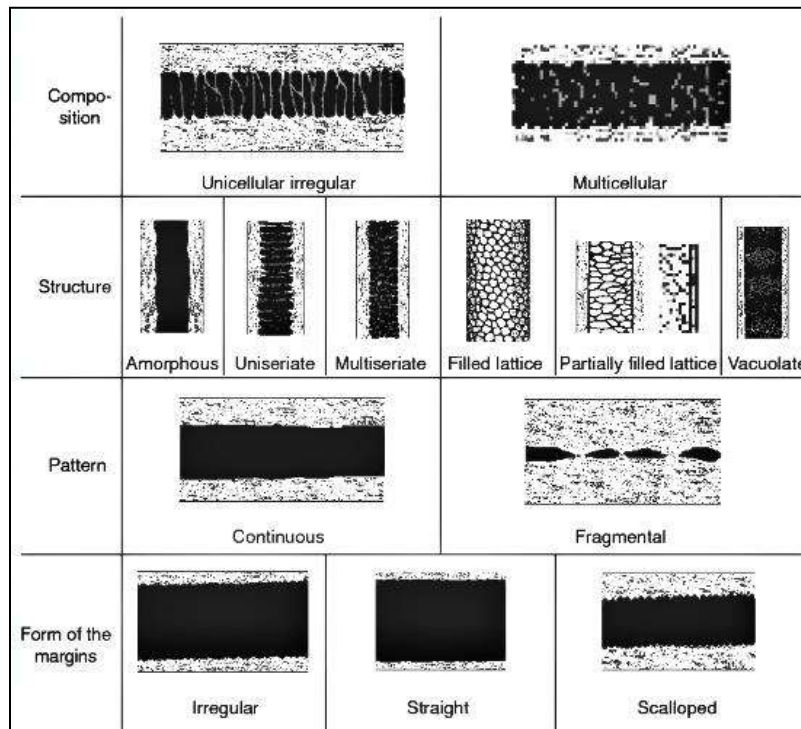 Compo-
sition
Unicellular irregular
Multicellular
Structure
Amorphous
Uniseriate
Multiseriate
Filled lattice
Partially filled lattice
Vacuolate
Pattern
Continuous
Fragmental
Form of the
margins
Irregular
Straight
Scalloped